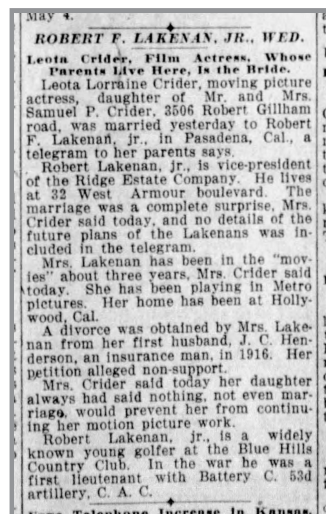 May 4.
ROBERT F. LAKENAN, JR., WED.
Leota Crider, Film Actress, Whose
Parents Live Here, Is the Bride.
Leota Lorraine Crider, moving picture
actress, daughter of Mr. and Mrs.
Samuel P. Crider, 3506 Robert Gillham
road, was married yesterday to Robert
F. Lakenan, jr., in Pasadena, Cal., a
telegram to her parents says.
Robert Lakenan, jr., is vice-president
of the Ridge Estate Company. He lives
at 32 West Armour boulevard. The
marriage was a complete surprise, Mrs.
Crider said today, and no details of the
future plans of the Lakenans was in-
cluded in the telegram.
Mrs. Lakenan has been in the "mov-
ies" about three years, Mrs. Crider said
today. She has been playing in Metro
pictures. Her home has been at Holly-
wood, Cal.
A divorce was obtained by Mrs. Lake-
nan from her first husband, J. C. Hen-
derson, an insurance man, in 1916. Her
petition alleged non-support.
Mrs. Crider said today her daughter
always had said nothing, not even mar-
riage, would prevent her from continu-
ing her motion picture work.
Robert Lakenan, jr., is a widely
known young golfer at the Blue Hills
Country Club. In the war he was a
first lieutenant with Battery C. 53d
artillery, C. A. C.
Telephone Increase in Kansas.